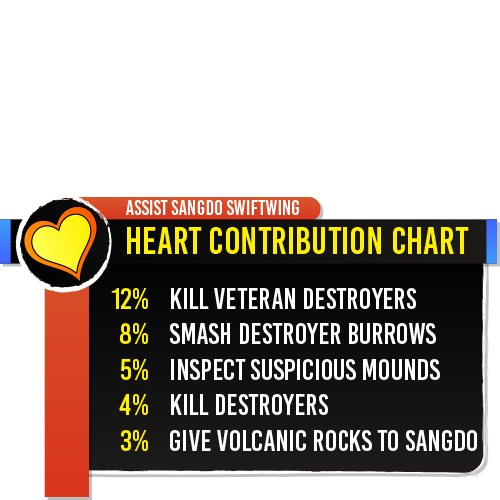 ASSIST SANGDO SWIFTWING
HEART CONTRIBUTION CHART
12% KILL VETERAN DESTROYERS
8% SMASH DESTROYER BURROWS
5% INSPECT SUSPICIOUS MOUNDS
4% KILL DESTROYERS
3% GIVE VOLCANIC ROCKS TO SANGDO